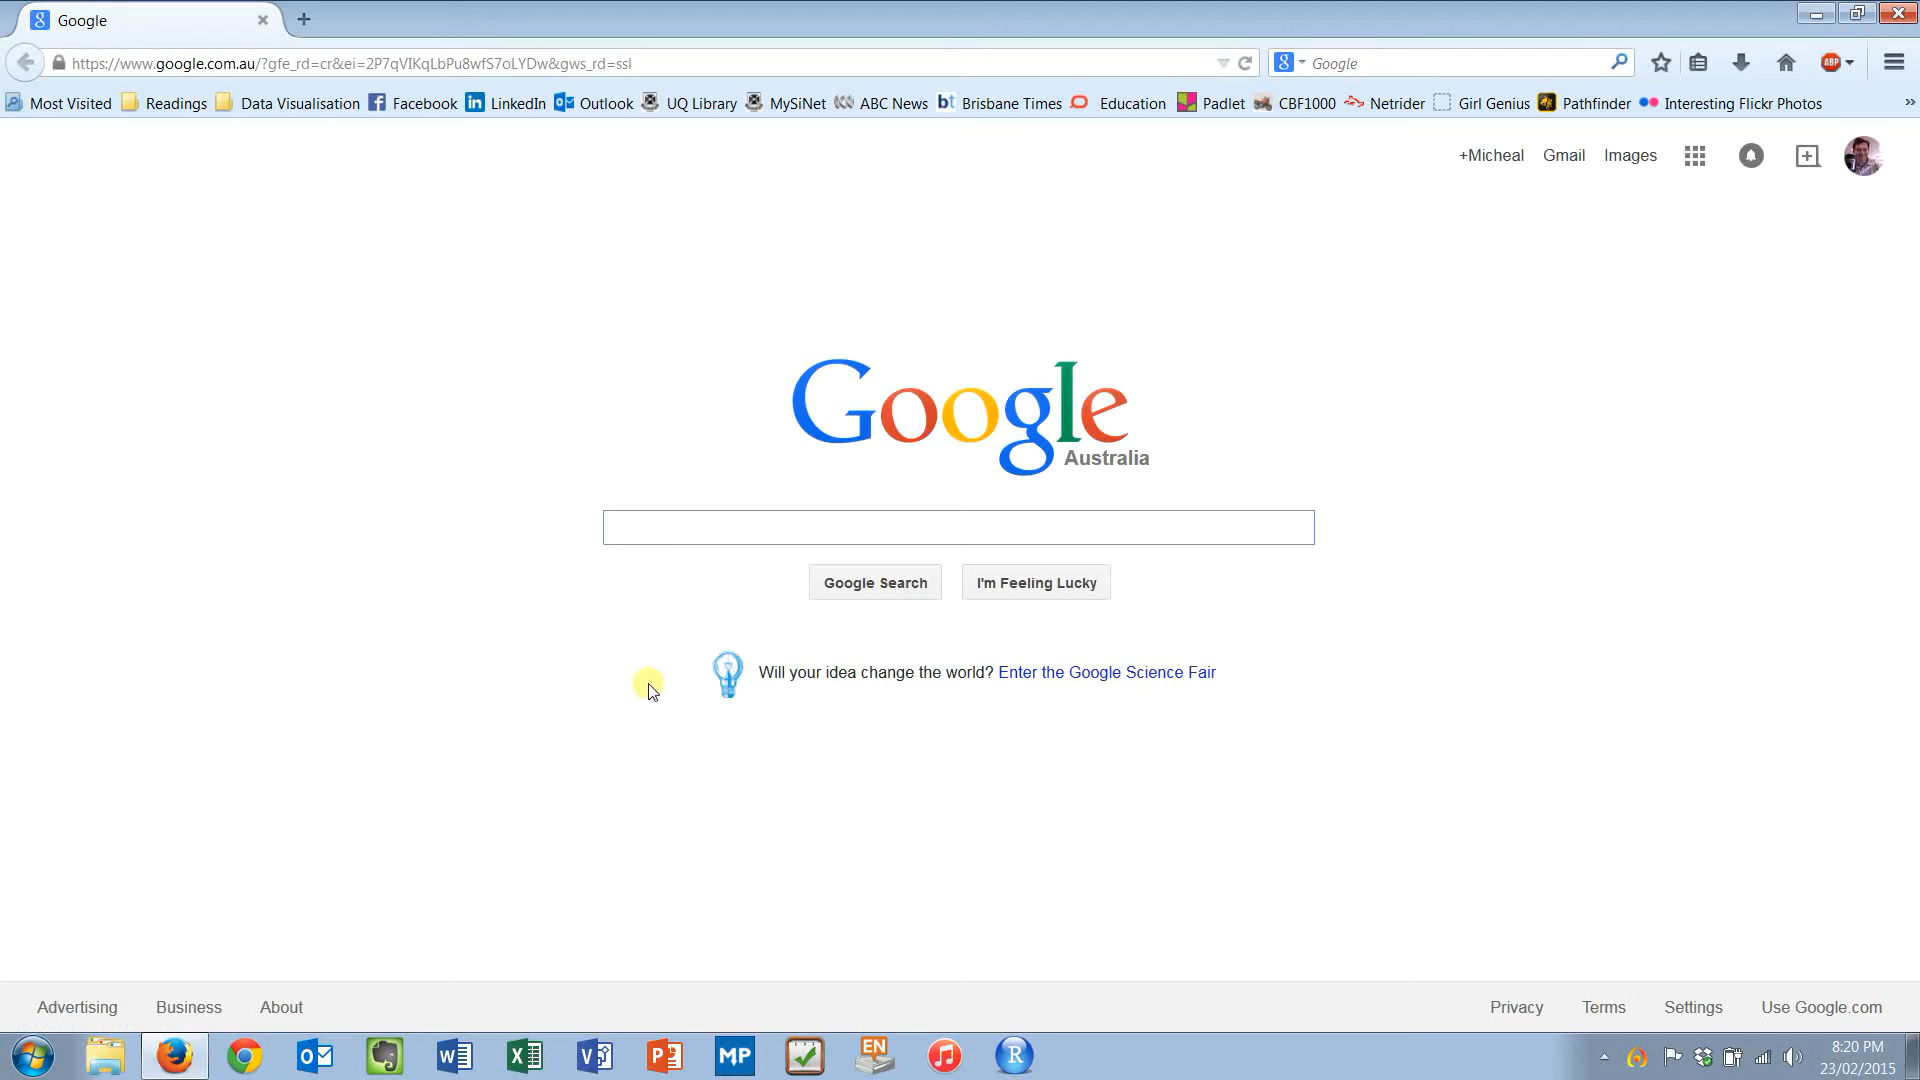 Google
https://www.google.com.au/?gfe_rd=cr&ei=2P7qVIKqLbPu8wfS7oLYDw&gws_rd=ssl
Google
ABP
Most Visited Readings Data Visualisation Facebook LinkedIn Outlook UQ Library MySiNet ABC News Brisbane Times Education Padlet CBF1000 Netrider Girl Genius Pathfinder Interesting Flickr Photos
+Micheal Gmail Images
Google
Australia
Google Search I'm Feeling Lucky
Will your idea change the world? Enter the Google Science Fair
Advertising Business About Privacy Terms Settings Use Google.com
MP EN R
8:20 PM
23/02/2015